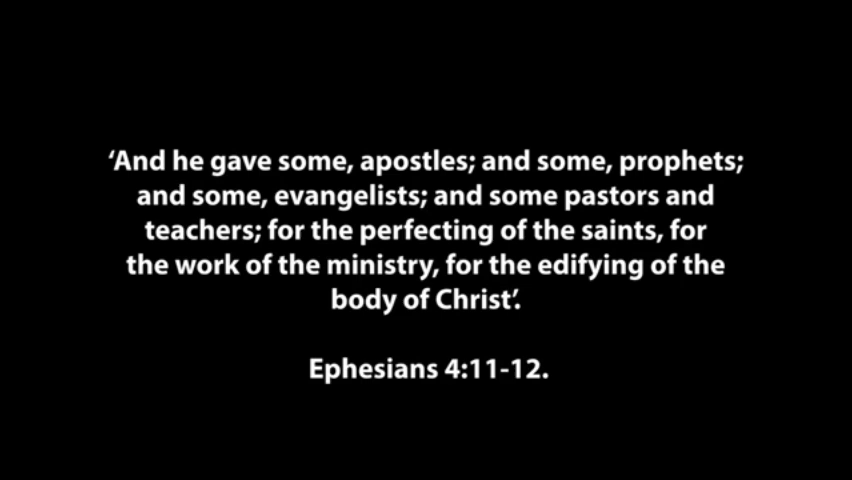 ‘And he gave some, apostles; and some, prophets;
and some, evangelists; and some pastors and
teachers; for the perfecting of the saints, for
the work of the ministry, for the edifying of the
body of Christ’.
Ephesians 4:11-12.